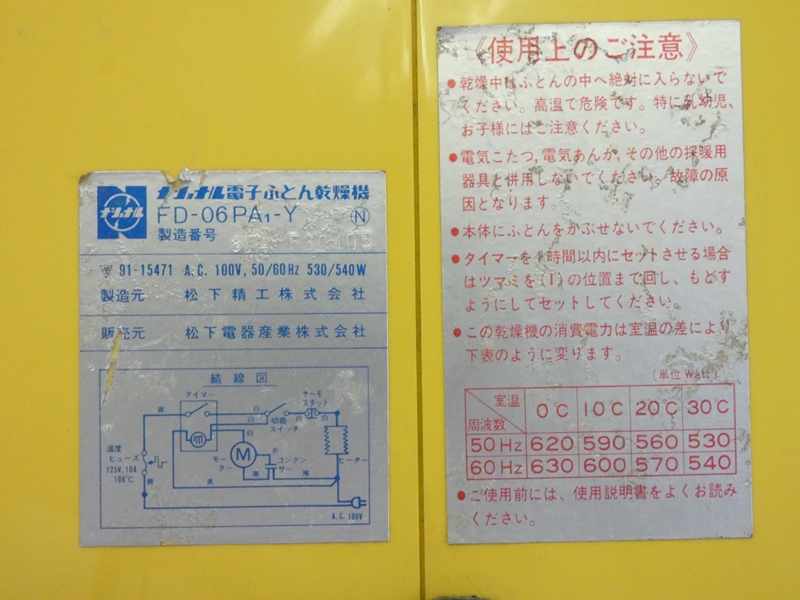 ナショナル
ナショナル 電子ふとん乾燥機
FD-06PA1-Y
N
製造番号
91-15471 A.C. 100V, 50/60Hz 530/540W
製造元 松下精工株式会社
販売元 松下電器産業株式会社
結線図
タイマー
サーモスタット
青
白
白
白
切換スイッチ
温度ヒューズ
125V, 10A
M
モーター
コンデンサー
ヒーター
黒
青
A.C. 100V
《使用上のご注意》
●乾燥中はふとんの中へ絶対に入らないで
ください。高温で危険です。特に乳幼児、
お子様にはご注意ください。
●電気こたつ,電気あんか,その他の採暖用
器具と併用しないでください。故障の原
因となります。
●本体にふとんをかぶせないでください。
●タイマーを1時間以内にセットさせる場合
はツマミを(1)の位置まで回し、もどす
ようにしてセットしてください。
●この乾燥機の消費電力は室温の差により
下表のように変ります。
(単位 Watt)
室温 0℃ 10℃ 20℃ 30℃
周波数
50Hz 620 590 560 530
60Hz 630 600 570 540
●ご使用前には、使用説明書をよくお読み
ください。